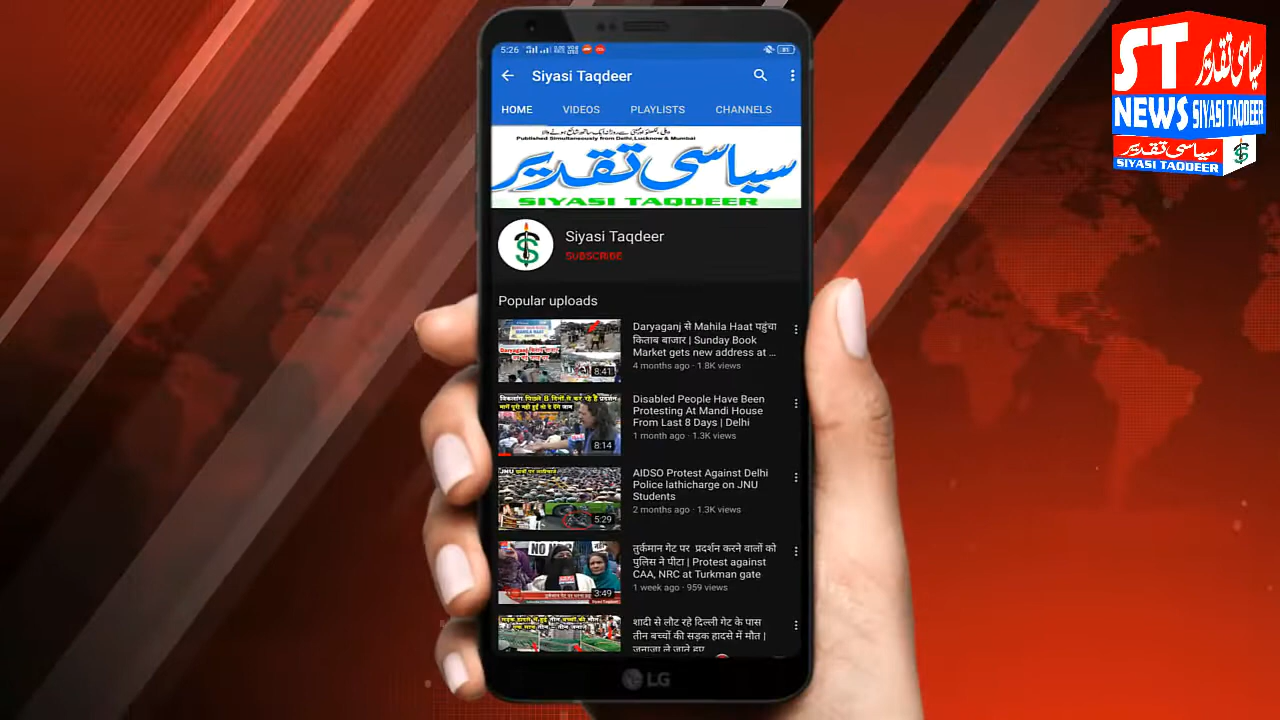 5:26
Siyasi Taqdeer
HOME VIDEOS PLAYLISTS CHANNELS
Published Simultaneously from Delhi, Lucknow & Mumbai
سیاسی تقدیر
SIYASI TAQDEER
Siyasi Taqdeer
SUBSCRIBE
Popular uploads
8:41
Daryaganj से Mahila Haat पहुंचा
किताब बाजार | Sunday Book
Market gets new address at ...
4 months ago · 1.8K views
8:14
Disabled People Have Been
Protesting At Mandi House
From Last 8 Days | Delhi
1 month ago · 1.3K views
5:29
AIDSO Protest Against Delhi
Police lathicharge on JNU
Students
2 months ago · 1.3K views
3:49
तुर्कमान गेट पर प्रदर्शन करने वालों को
पुलिस ने पीटा | Protest against
CAA, NRC at Turkman gate
1 week ago · 959 views
शादी से लौट रहे दिल्ली गेट के पास
तीन बच्चों की सड़क हादसे में मौत |
जनाजा ले जाते हुए
LG
ST
سیاسی تقدیر
NEWS SIYASI TAQDEER
سیاسی تقدیر
SIYASI TAQDEER